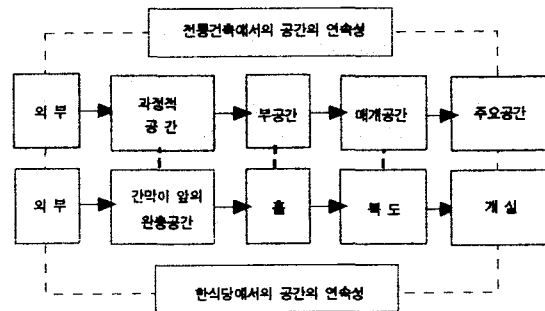 전통건축에서의 공간의 연속성
외 부
과정적
공 간
부공간
매개공간
주요공간
외 부
간막이 앞의
완충공간
홀
복 도
개 실
한식당에서의 공간의 연속성